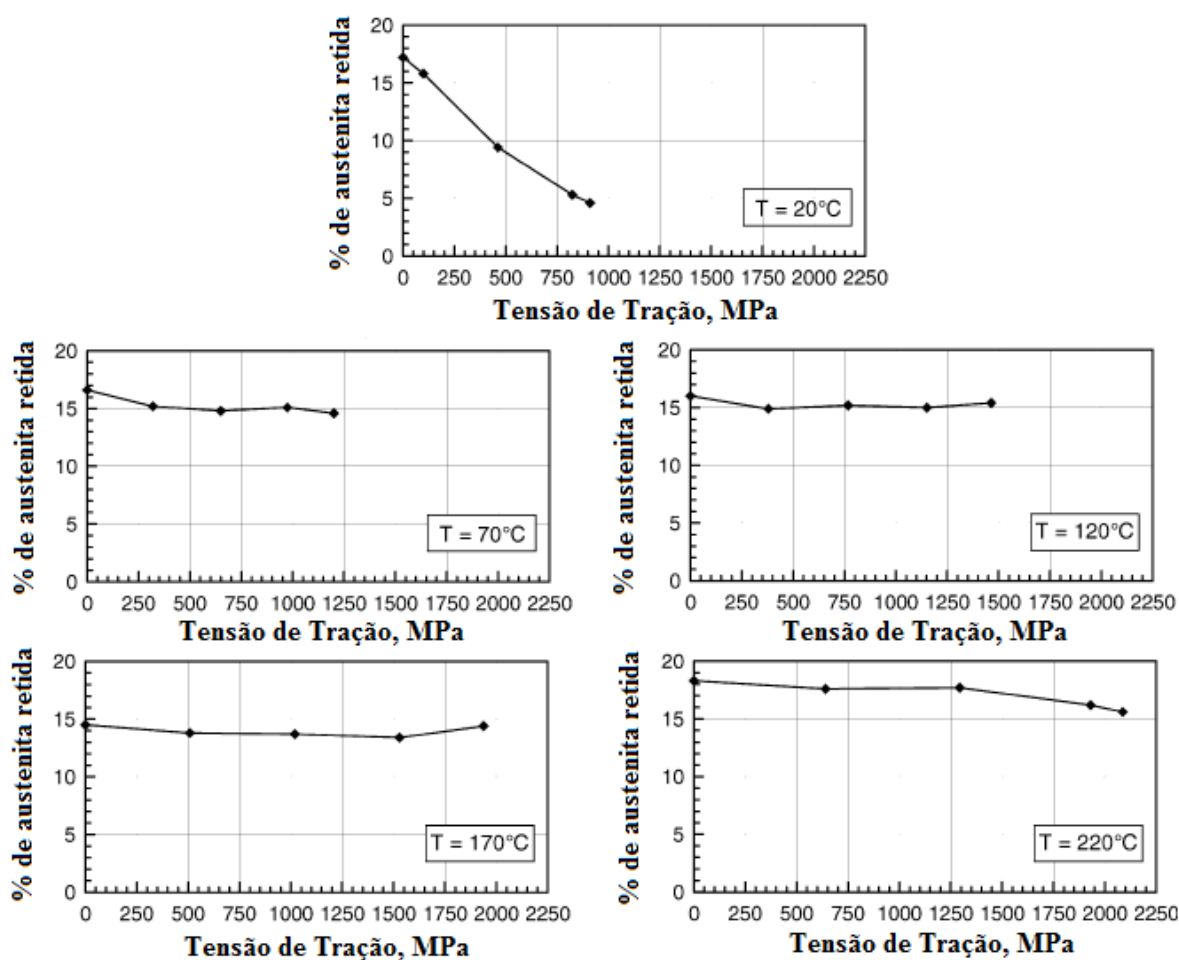 % de austenita retida
20
15
10
5
0
T = 20°C
0 250 500 750 1000 1250 1500 1750 2000 2250
Tensão de Tração, MPa
% de austenita retida
20
15
10
5
0
T = 70°C
0 250 500 750 1000 1250 1500 1750 2000 2250
Tensão de Tração, MPa
% de austenita retida
20
15
10
5
0
T = 120°C
0 250 500 750 1000 1250 1500 1750 2000 2250
Tensão de Tração, MPa
% de austenita retida
20
15
10
5
0
T = 170°C
0 250 500 750 1000 1250 1500 1750 2000 2250
Tensão de Tração, MPa
% de austenita retida
20
15
10
5
0
T = 220°C
0 250 500 750 1000 1250 1500 1750 2000 2250
Tensão de Tração, MPa